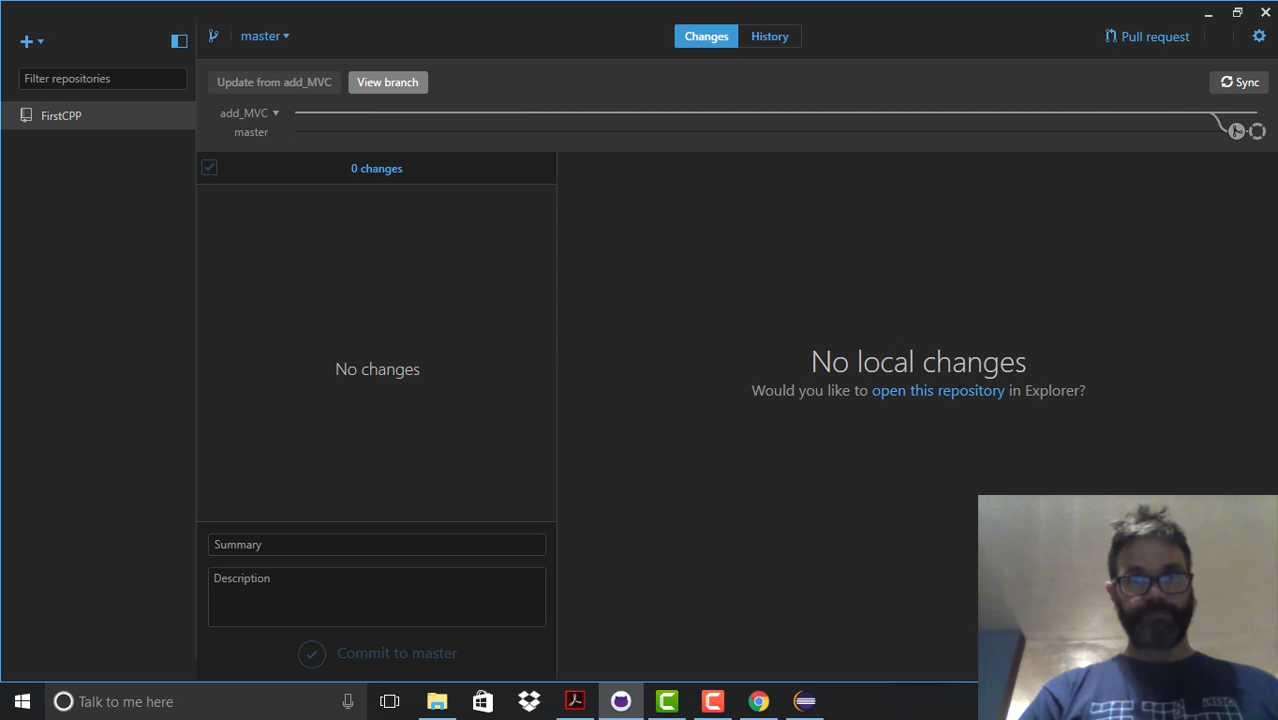 master
Changes
History
Pull request
Filter repositories
Update from add_MVC
View branch
Sync
add_MVC
master
FirstCPP
0 changes
No changes
No local changes
Would you like to open this repository in Explorer?
Summary
Description
Commit to master
Talk to me here